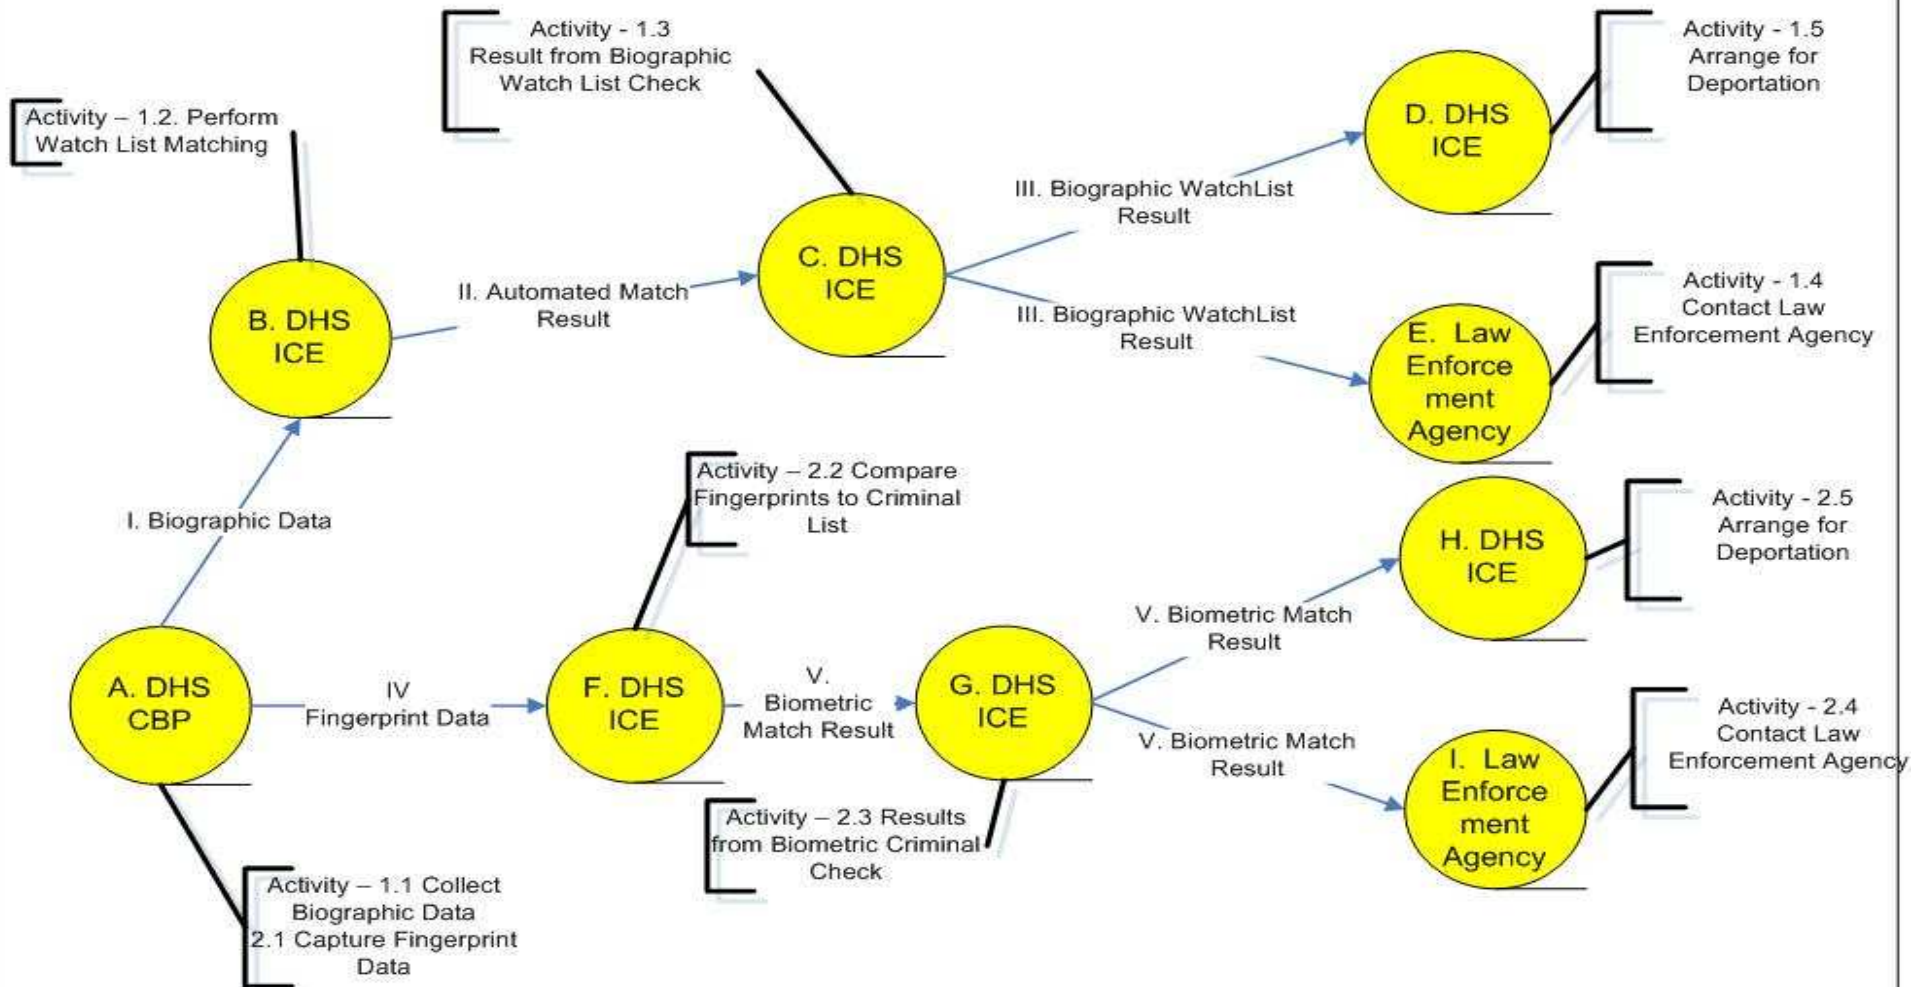 Activity - 1.3
Result from Biographic
Watch List Check
Activity - 1.5
Arrange for
Deportation
Activity – 1.2. Perform
Watch List Matching
D. DHS
ICE
III. Biographic WatchList
Result
C. DHS
ICE
II. Automated Match
Result
B. DHS
ICE
III. Biographic WatchList
Result
Activity - 1.4
Contact Law
Enforcement Agency
E. Law
Enforce
ment
Agency
I. Biographic Data
Activity – 2.2 Compare
Fingerprints to Criminal
List
Activity - 2.5
Arrange for
Deportation
H. DHS
ICE
V. Biometric Match
Result
A. DHS
CBP
IV
Fingerprint Data
F. DHS
ICE
V.
Biometric
Match Result
G. DHS
ICE
V. Biometric Match
Result
Activity - 2.4
Contact Law
Enforcement Agency
I. Law
Enforce
ment
Agency
Activity – 2.3 Results
from Biometric Criminal
Check
Activity – 1.1 Collect
Biographic Data
2.1 Capture Fingerprint
Data